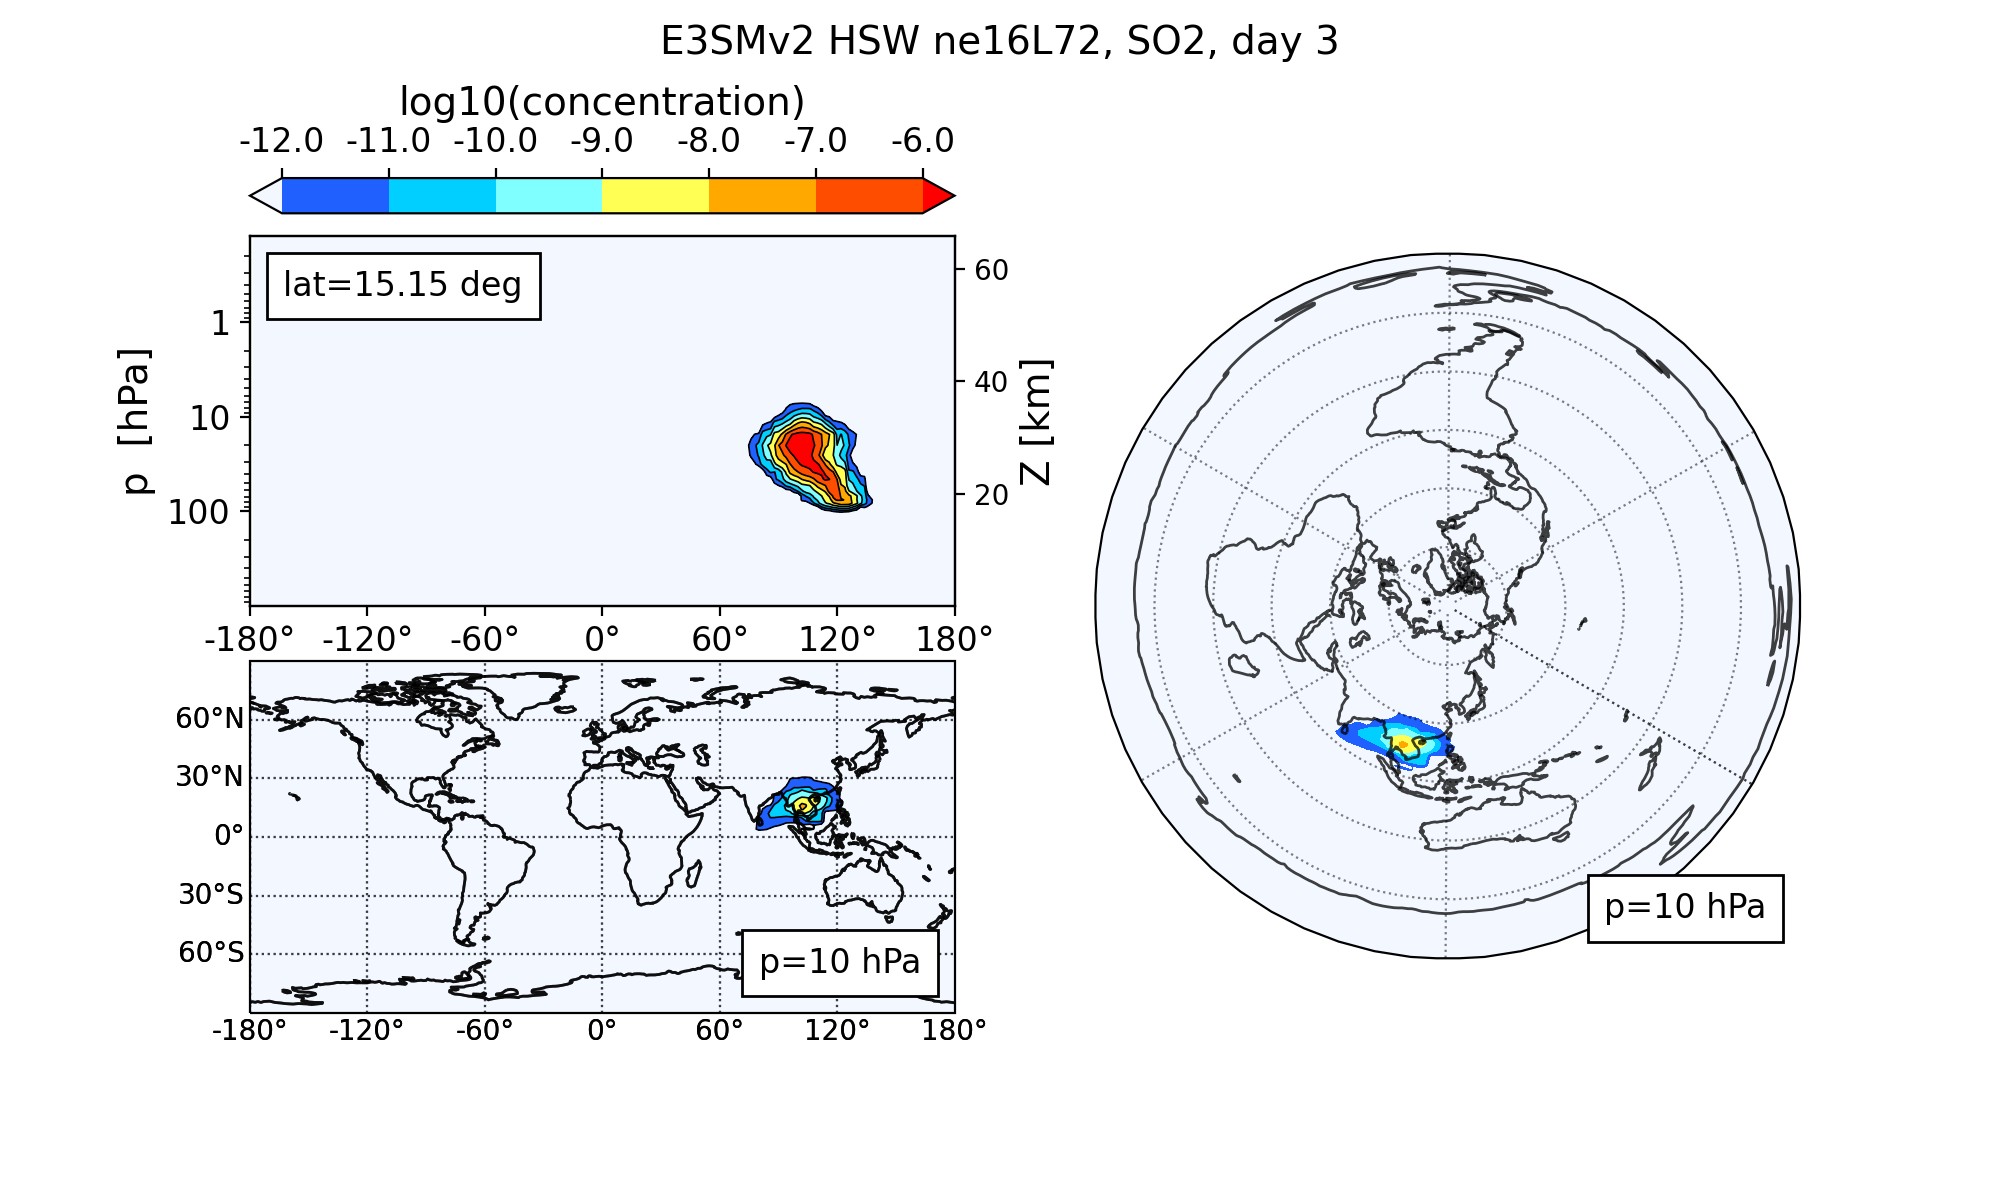 E3SMv2 HSW ne16L72, SO2, day 3
log10(concentration)
-12.0 -11.0 -10.0 -9.0 -8.0 -7.0 -6.0
lat=15.15 deg
p [hPa]
1
10
100
Z [km]
60
40
20
-180° -120° -60° 0° 60° 120° 180°
60°N
30°N
0°
30°S
60°S
p=10 hPa
-180° -120° -60° 0° 60° 120° 180°
p=10 hPa